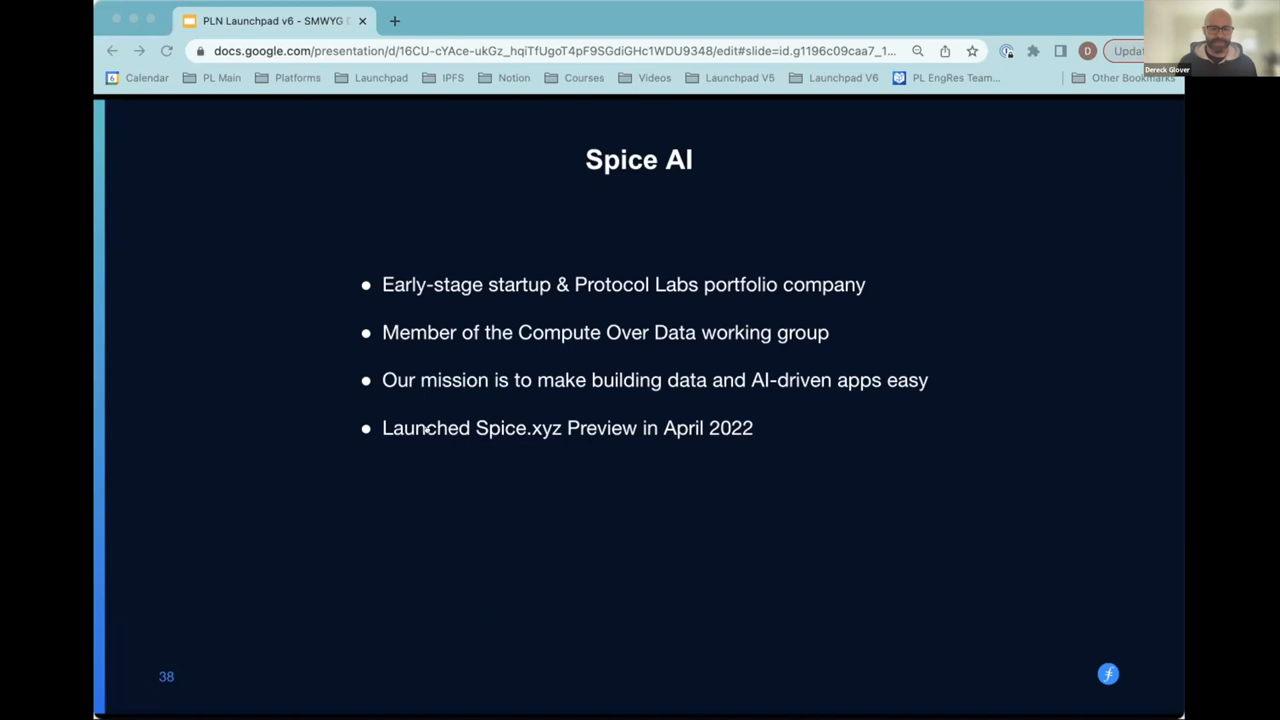 PLN Launchpad v6 - SMWYG
docs.google.com/presentation/d/16CU-cYAce-ukGz_hqiTfUgoT4pF9SGdiGHc1WDU9348/edit#slide=id.g1196c09caa7_1...
D
Updat
Dereck Glover
6 Calendar PL Main Platforms Launchpad IPFS Notion Courses Videos Launchpad V5 Launchpad V6 PL EngRes Team... Other Bookmarks
Spice AI
● Early-stage startup & Protocol Labs portfolio company
● Member of the Compute Over Data working group
● Our mission is to make building data and AI-driven apps easy
● Launched Spice.xyz Preview in April 2022
38